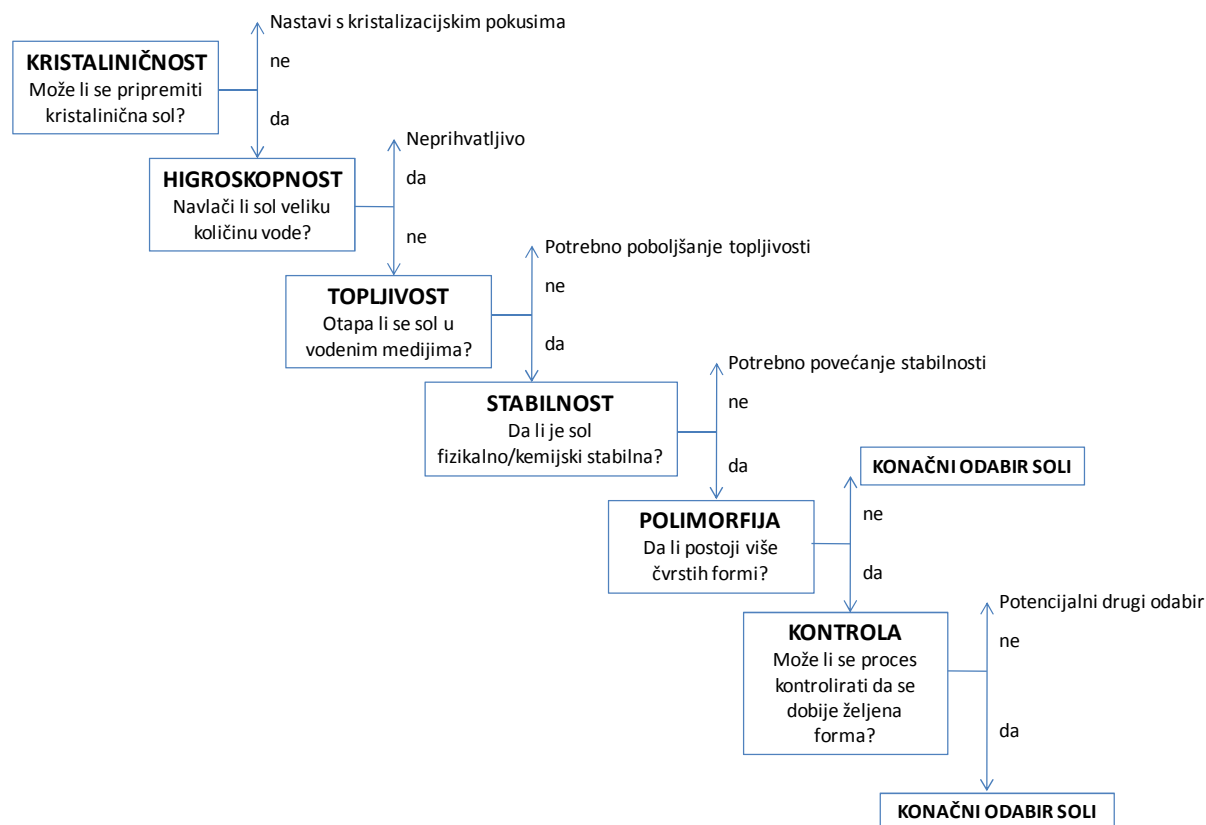 Nastavi s kristalizacijskim pokusima
KRISTALINIČNOST
Može li se pripremiti
kristalinična sol?
ne
da
Neprihvatljivo
HIGROSKOPNOST
Navlači li sol veliku
količinu vode?
da
ne
Potrebno poboljšanje topljivosti
TOPLJIVOST
Otapa li se sol u
vodenim medijima?
ne
da
Potrebno povećanje stabilnosti
STABILNOST
Da li je sol
fizikalno/kemijski stabilna?
ne
da
KONAČNI ODABIR SOLI
POLIMORFIJA
Da li postoji više
čvrstih formi?
ne
da
Potencijalni drugi odabir
KONTROLA
Može li se proces
kontrolirati da se
dobije željena
forma?
ne
da
KONAČNI ODABIR SOLI